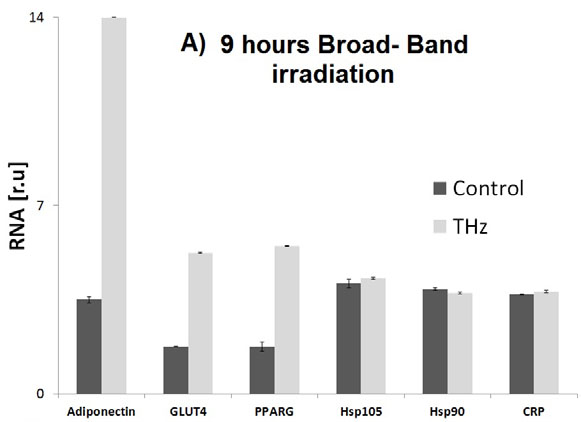 A) 9 hours Broad- Band
irradiation
14
7
0
RNA [r.u]
Control
THz
Adiponectin GLUT4 PPARG Hsp105 Hsp90 CRP